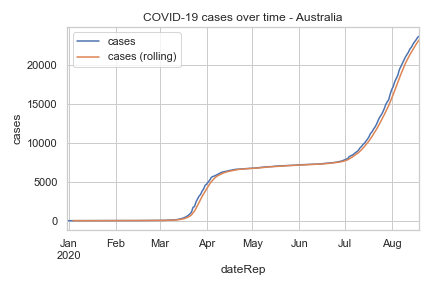 COVID-19 cases over time - Australia
cases
cases (rolling)
cases
20000
15000
10000
5000
0
Jan Feb Mar Apr May Jun Jul Aug
2020
dateRep